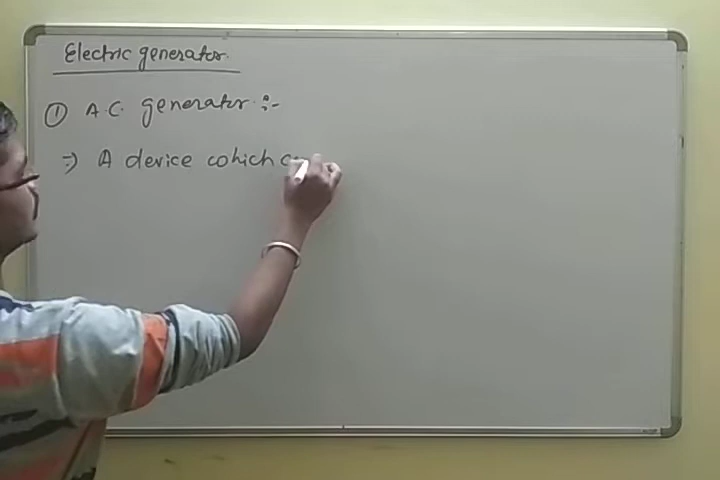 Electric generator.
① A.C. generator :-
⇒ A device which